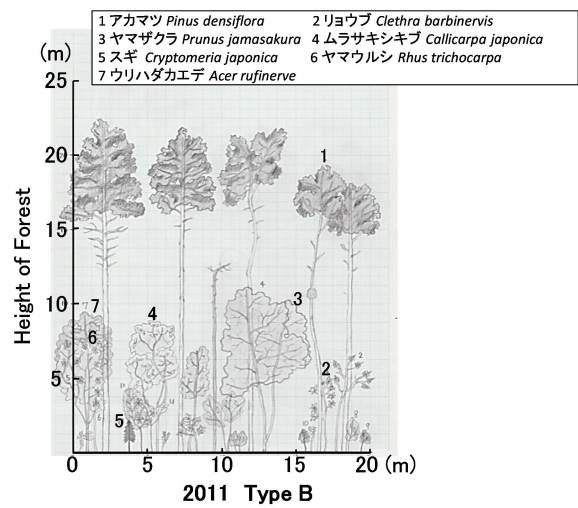 1 アカマツ Pinus densiflora 2 リョウブ Clethra barbinervis
3 ヤマザクラ Prunus jamasakura 4 ムラサキシキブ Callicarpa japonica
5 スギ Cryptomeria japonica 6 ヤマウルシ Rhus trichocarpa
7 ウリハダカエデ Acer rufinerve
(m)
25
20
15
10
5
Height of Forest
1
7
6
4
3
2
5
0 5 10 15 20 (m)
2011 Type B